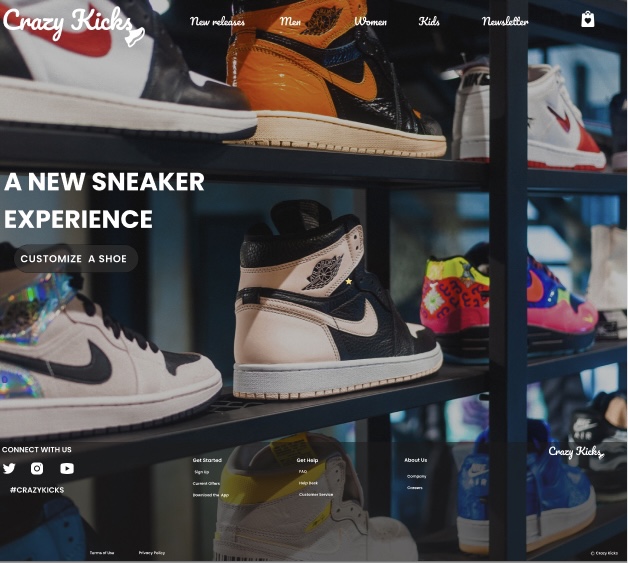 Crazy Kicks
New releases Men Women Kids Newsletter
A NEW SNEAKER
EXPERIENCE
CUSTOMIZE A SHOE
CONNECT WITH US
#CRAZYKICKS
Get Started
Sign Up
Current Offers
Download the App
Get Help
FAQ
Help Desk
Customer Service
About Us
Company
Careers
Crazy Kicks
Terms of Use Privacy Policy
© Crazy Kicks